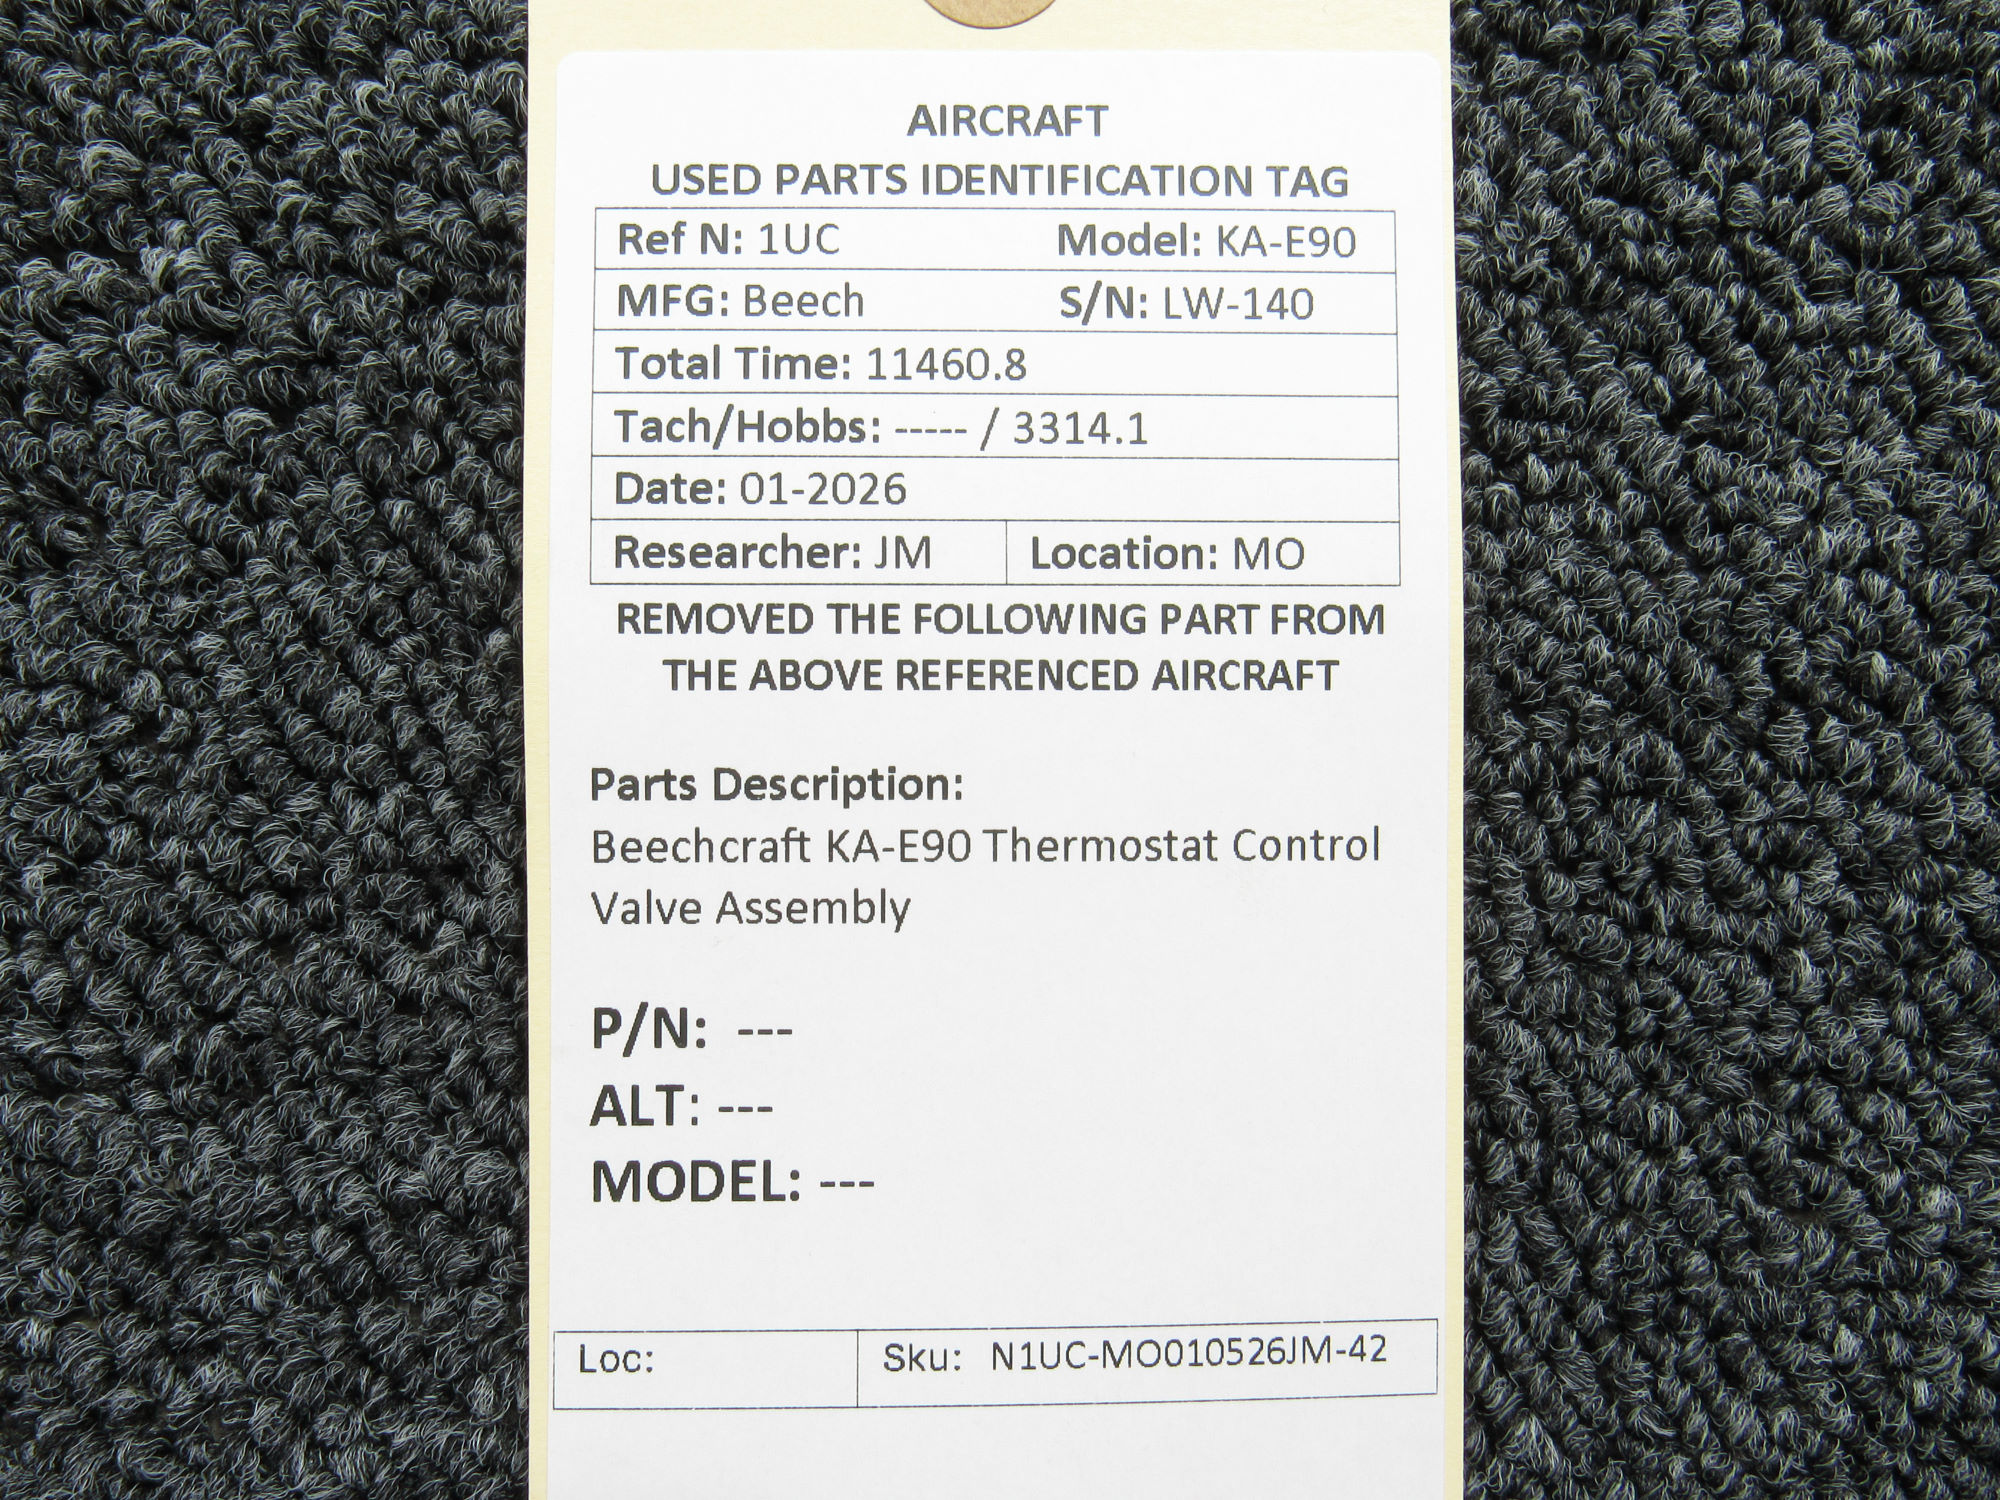 AIRCRAFT
USED PARTS IDENTIFICATION TAG
Ref N: 1UC Model: KA-E90
MFG: Beech S/N: LW-140
Total Time: 11460.8
Tach/Hobbs: ----- / 3314.1
Date: 01-2026
Researcher: JM Location: MO
REMOVED THE FOLLOWING PART FROM
THE ABOVE REFERENCED AIRCRAFT
Parts Description:
Beechcraft KA-E90 Thermostat Control
Valve Assembly
P/N: ---
ALT: ---
MODEL: ---
Loc: Sku: N1UC-MO010526JM-42